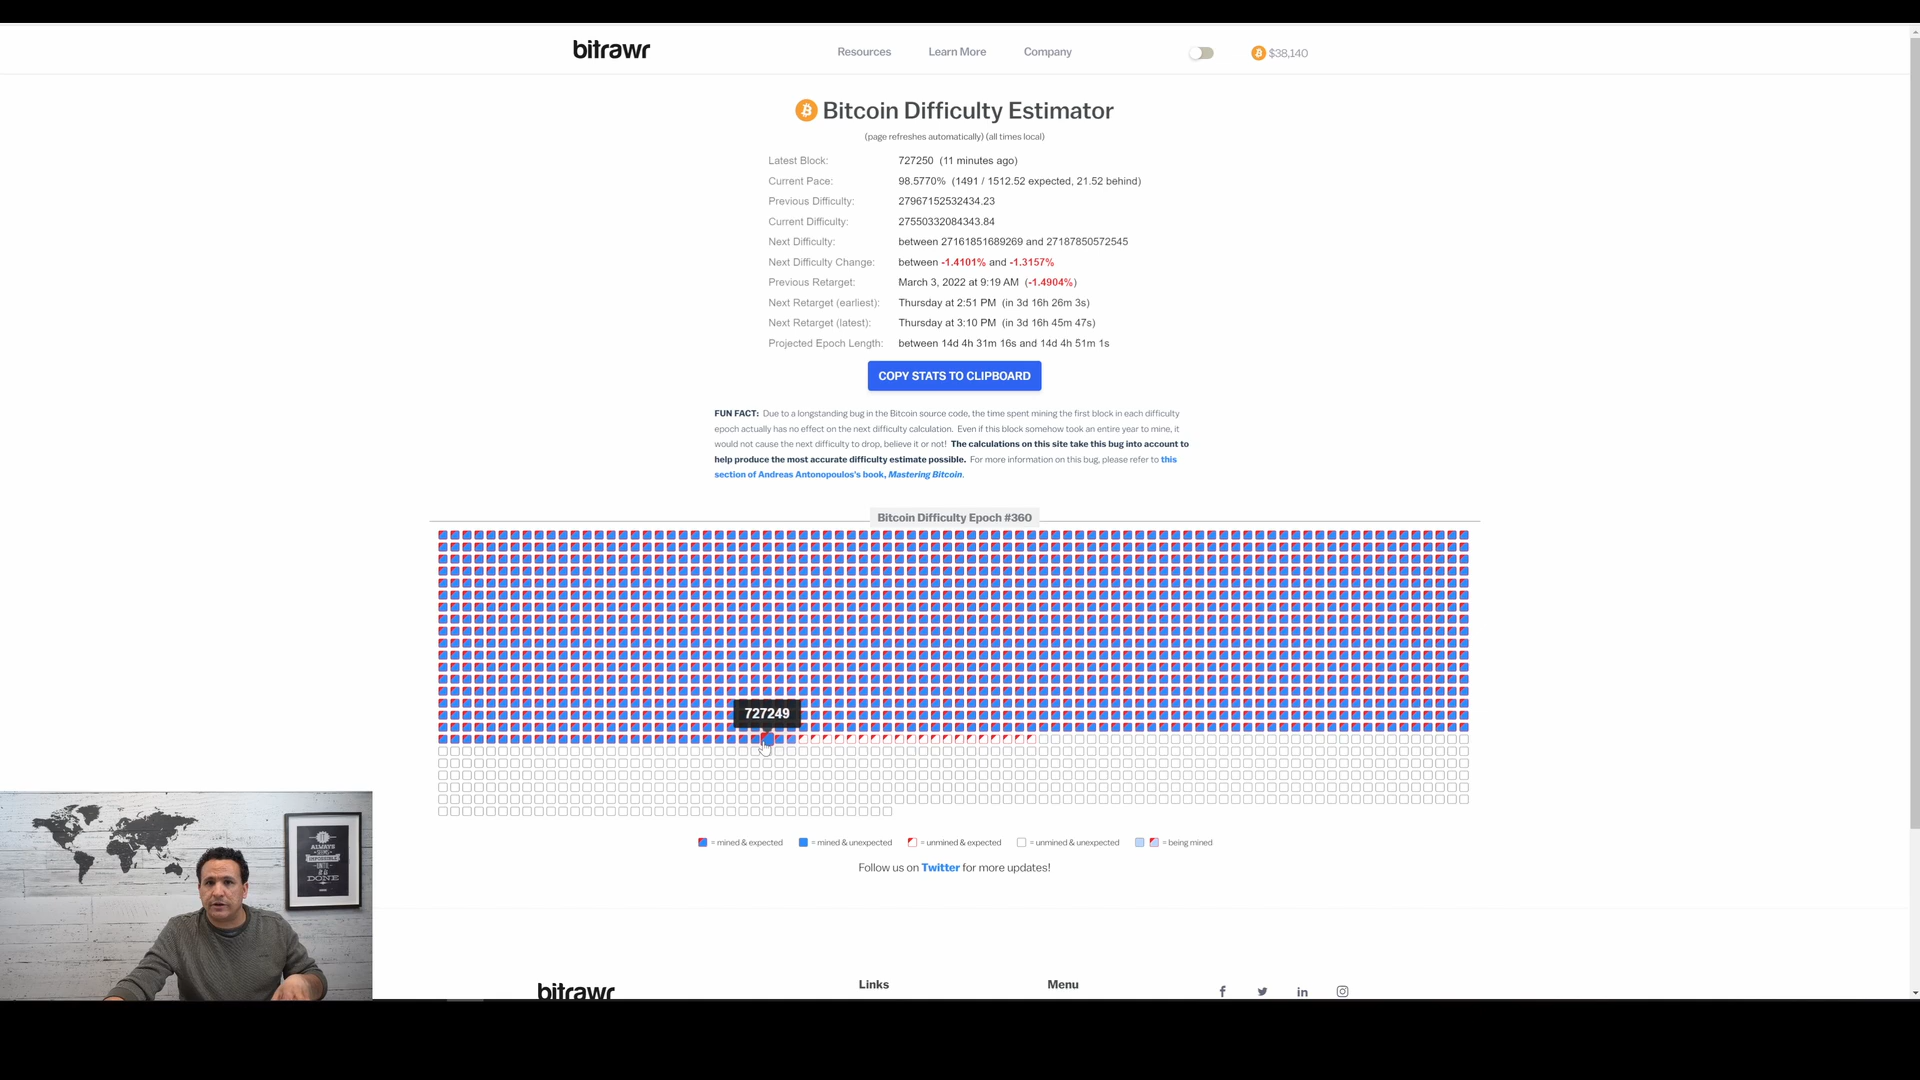 bitrawr
Resources
Learn More
Company
$38,140
Bitcoin Difficulty Estimator
(page refreshes automatically) (all times local)
Latest Block: 727250 (11 minutes ago)
Current Pace: 98.5770% (1491 / 1512.52 expected, 21.52 behind)
Previous Difficulty: 27967152532434.23
Current Difficulty: 27550332084343.84
Next Difficulty: between 27161851689269 and 27187850572545
Next Difficulty Change: between -1.4101% and -1.3157%
Previous Retarget: March 3, 2022 at 9:19 AM (-1.4904%)
Next Retarget (earliest): Thursday at 2:51 PM (in 3d 16h 26m 3s)
Next Retarget (latest): Thursday at 3:10 PM (in 3d 16h 45m 47s)
Projected Epoch Length: between 14d 4h 31m 16s and 14d 4h 51m 1s
COPY STATS TO CLIPBOARD
FUN FACT: Due to a longstanding bug in the Bitcoin source code, the time spent mining the first block in each difficulty
epoch actually has no effect on the next difficulty calculation. Even if this block somehow took an entire year to mine, it
would not cause the next difficulty to drop, believe it or not! The calculations on this site take this bug into account to
help produce the most accurate difficulty estimate possible. For more information on this bug, please refer to this
section of Andreas Antonopoulos's book, Mastering Bitcoin.
Bitcoin Difficulty Epoch #360
727249
= mined & expected
= mined & unexpected
= unmined & expected
= unmined & unexpected
= being mined
Follow us on Twitter for more updates!
ALWAYS
SEEMS
IMPOSSIBLE
UNTIL
IT IS
DONE
bitrawr
Links
Menu